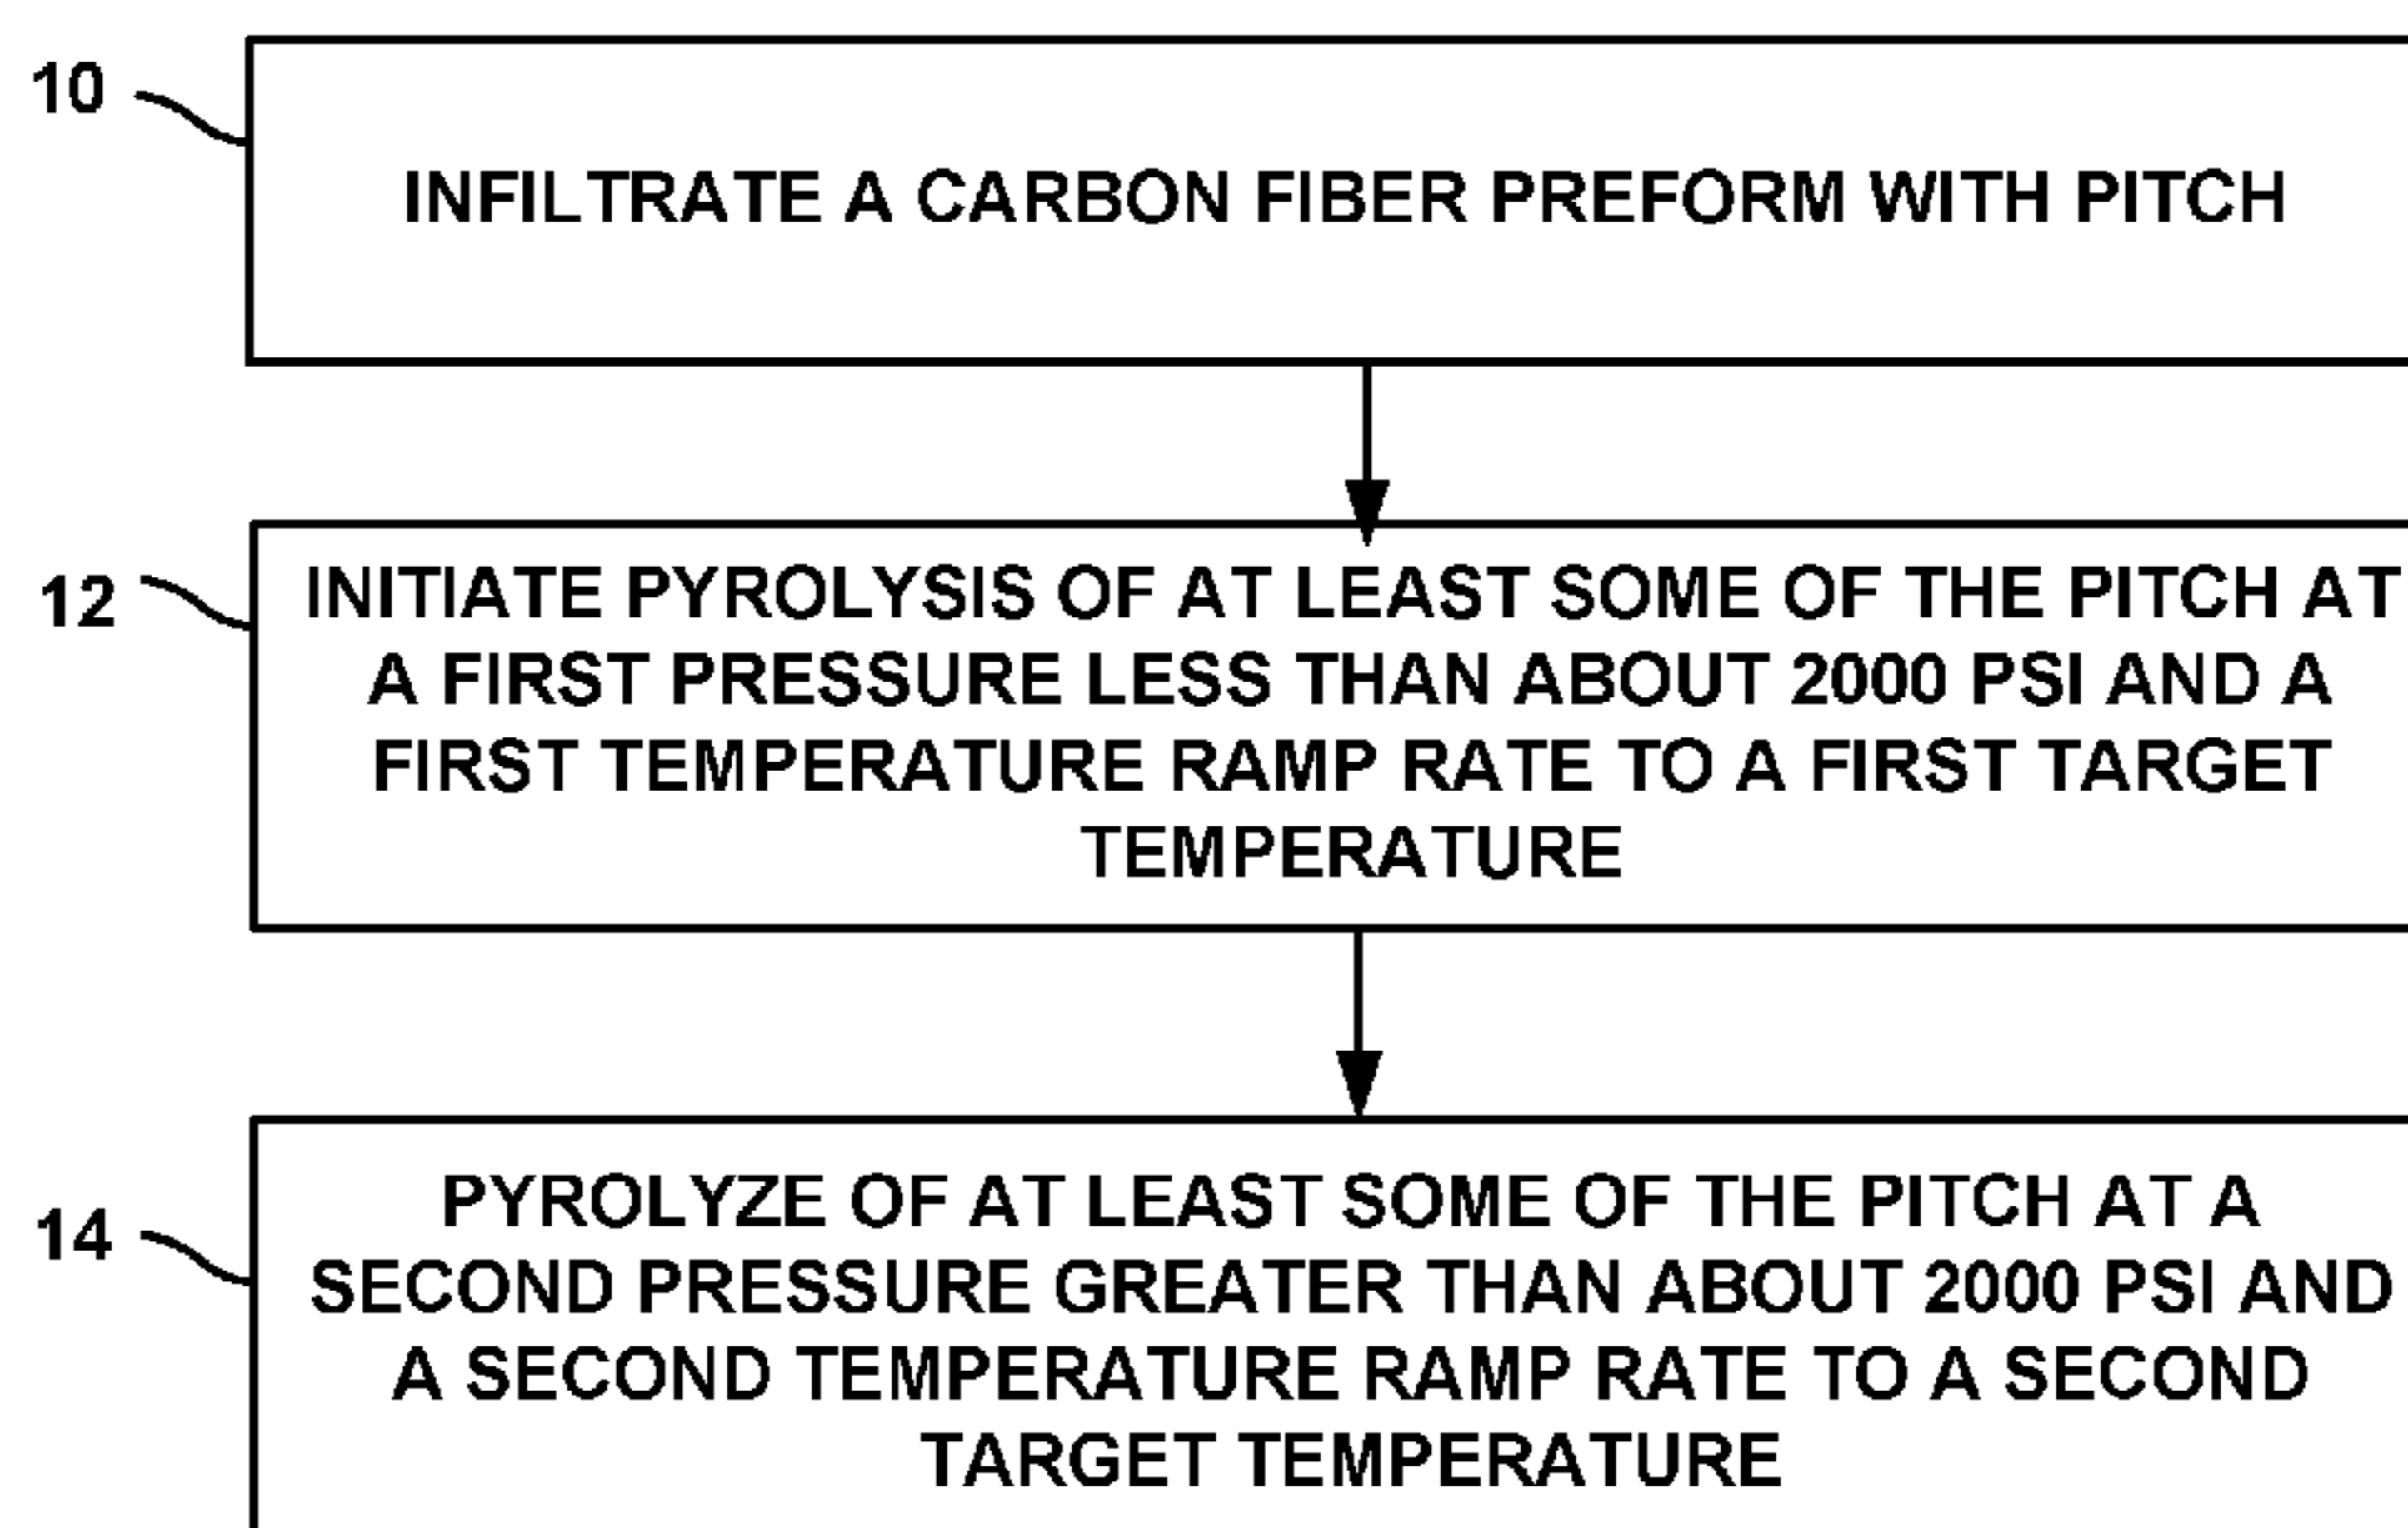 10
INFILTRATE A CARBON FIBER PREFORM WITH PITCH
12
INITIATE PYROLYSIS OF AT LEAST SOME OF THE PITCH AT
A FIRST PRESSURE LESS THAN ABOUT 2000 PSI AND A
FIRST TEMPERATURE RAMP RATE TO A FIRST TARGET
TEMPERATURE
14
PYROLYZE OF AT LEAST SOME OF THE PITCH AT A
SECOND PRESSURE GREATER THAN ABOUT 2000 PSI AND
A SECOND TEMPERATURE RAMP RATE TO A SECOND
TARGET TEMPERATURE